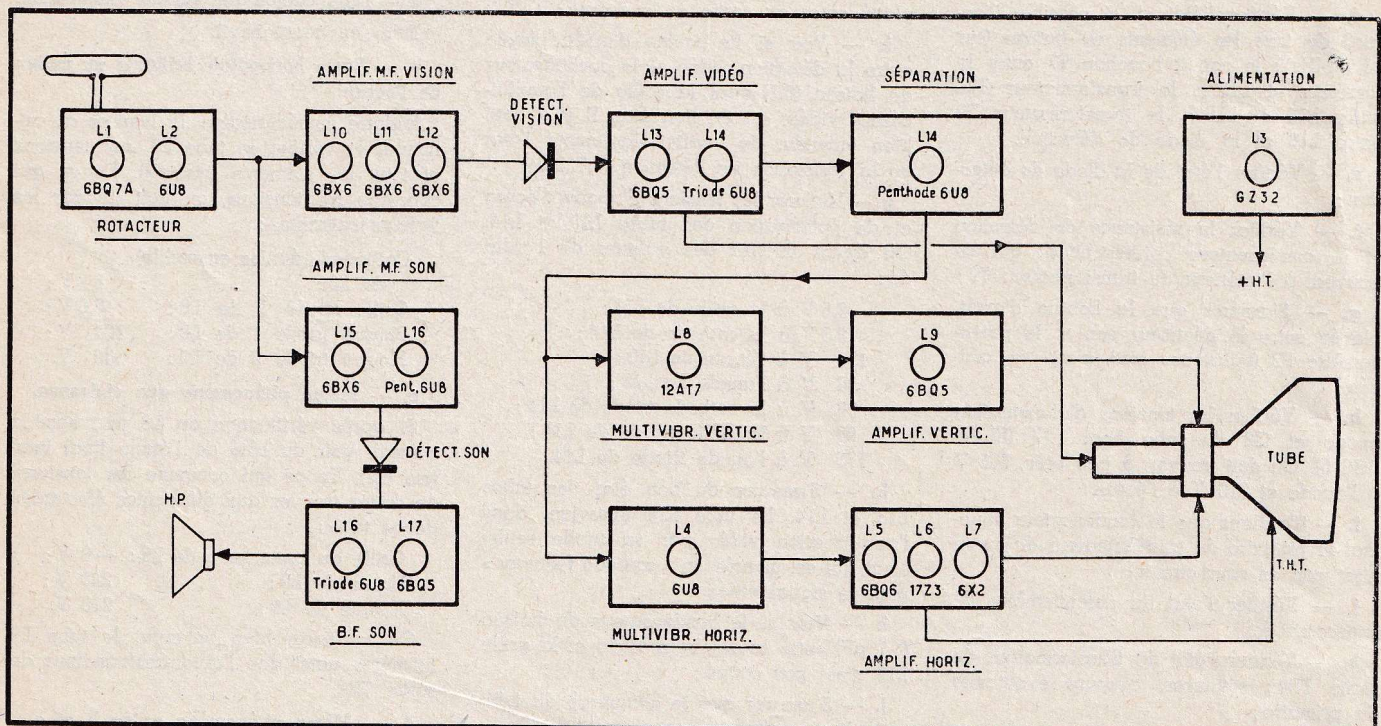 AMPLIF M.F. VISION
AMPLIF. VIDÉO
SÉPARATION
ALIMENTATION
DETECT.
VISION
L1 L2
6BQ7A 6U8
ROTACTEUR
L10 L11 L12
6BX6 6BX6 6BX6
L13 L14
6BQ5 Triode 6U8
L14
Penthode 6U8
L3
GZ32
+ H.T.
AMPLIF. M.F. SON
L15 L16
6BX6 Pent. 6U8
L8
12AT7
MULTIVIBR. VERTIC.
L9
6BQ5
AMPLIF. VERTIC.
TUBE
DÉTECT. SON
H.P.
L16 L17
Triode 6U8 6BQ5
B.F. SON
L4
6U8
MULTIVIBR. HORIZ.
L5 L6 L7
6BQ6 17Z3 6X2
AMPLIF. HORIZ.
T.H.T.